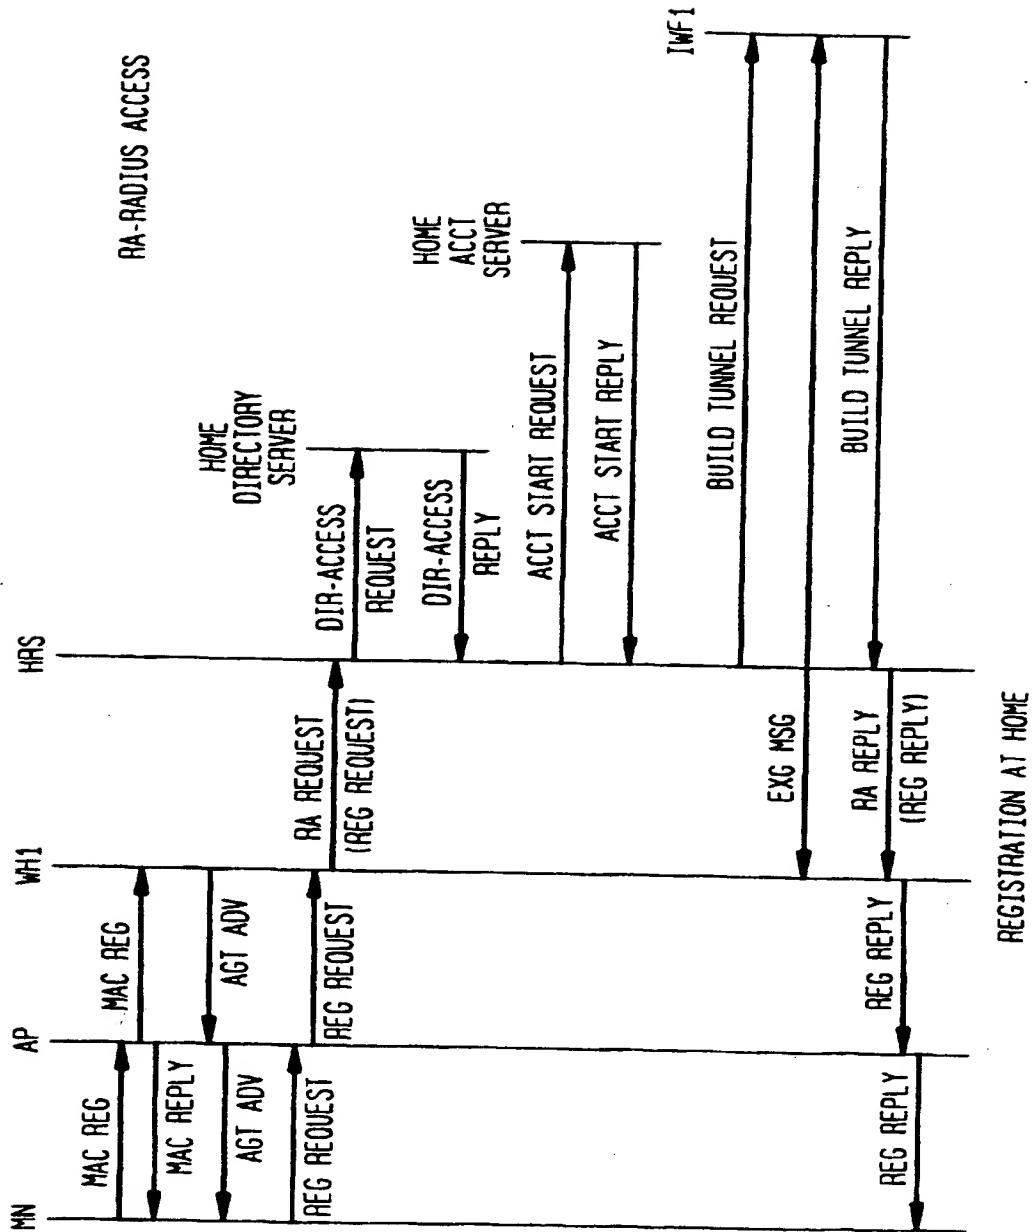 RA-RADIUS ACCESS
MN
AP
WH1
HRS
HOME
DIRECTORY
SERVER
HOME
ACCT
SERVER
IWF1
MAC REG
MAC REG
MAC REPLY
AGT ADV
AGT ADV
REG REQUEST
REG REQUEST
RA REQUEST
(REG REQUEST)
DIR-ACCESS
REQUEST
DIR-ACCESS
REPLY
ACCT START REQUEST
ACCT START REPLY
BUILD TUNNEL REQUEST
EXG MSG
BUILD TUNNEL REPLY
RA REPLY
(REG REPLY)
REG REPLY
REG REPLY
REGISTRATION AT HOME